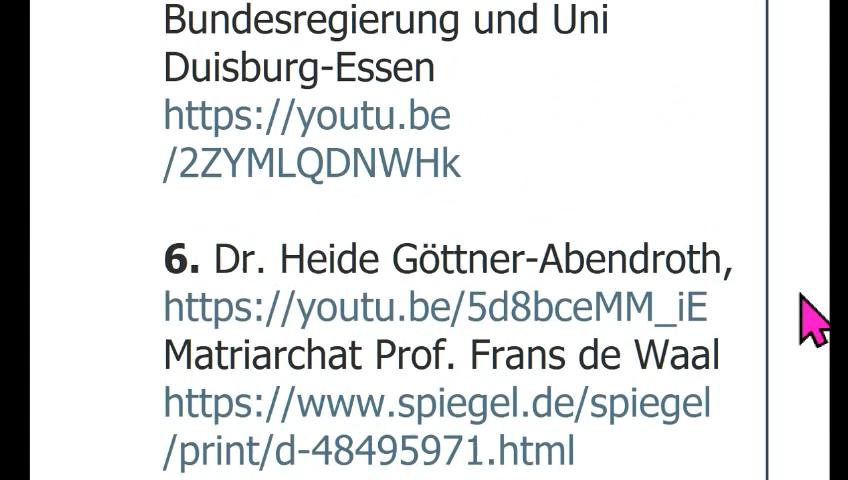 Bundesregierung und Uni
Duisburg-Essen
https://youtu.be
/2ZYMLQDNWHk
6. Dr. Heide Göttner-Abendroth,
https://youtu.be/5d8bceMM_iE
Matriarchat Prof. Frans de Waal
https://www.spiegel.de/spiegel
/print/d-48495971.html